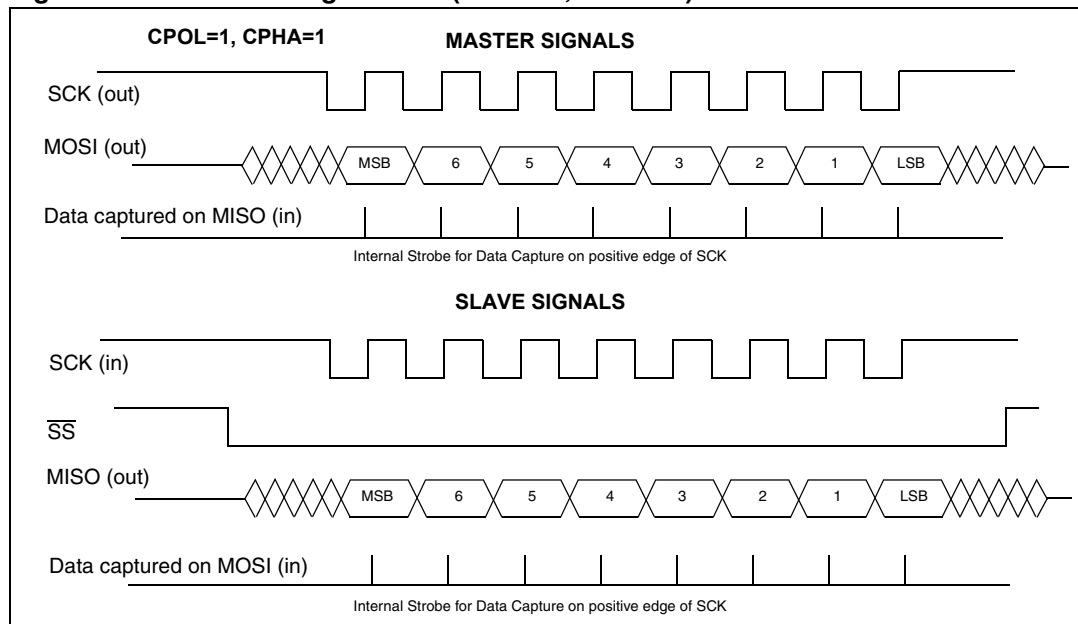 CPOL=1, CPHA=1 MASTER SIGNALS
SCK (out)
MOSI (out)
MSB 6 5 4 3 2 1 LSB
Data captured on MISO (in)
Internal Strobe for Data Capture on positive edge of SCK
SLAVE SIGNALS
SCK (in)
SS
MISO (out)
MSB 6 5 4 3 2 1 LSB
Data captured on MOSI (in)
Internal Strobe for Data Capture on positive edge of SCK